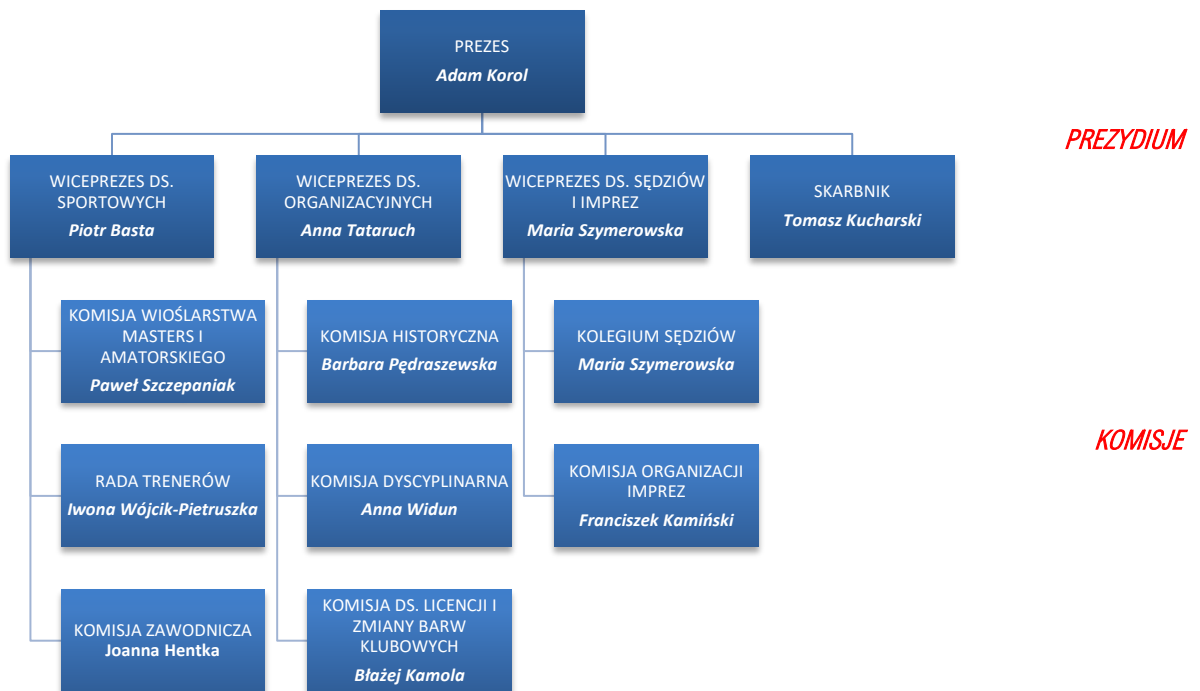 PREZES
Adam Korol
PREZYDIUM
WICEPREZES DS.
SPORTOWYCH
Piotr Basta
WICEPREZES DS.
ORGANIZACYJNYCH
Anna Tataruch
WICEPREZES DS. SĘDZIÓW
I IMPREZ
Maria Szymerowska
SKARBNIK
Tomasz Kucharski
KOMISJA WIOŚLARSTWA
MASTERS I
AMATORSKIEGO
Paweł Szczepaniak
KOMISJA HISTORYCZNA
Barbara Pędraszewska
KOLEGIUM SĘDZIÓW
Maria Szymerowska
KOMISJE
RADA TRENERÓW
Iwona Wójcik-Pietruszka
KOMISJA DYSCYPLINARNA
Anna Widun
KOMISJA ORGANIZACJI
IMPREZ
Franciszek Kamiński
KOMISJA ZAWODNICZA
Joanna Hentka
KOMISJA DS. LICENCJI I
ZMIANY BARW
KLUBOWYCH
Błażej Kamola